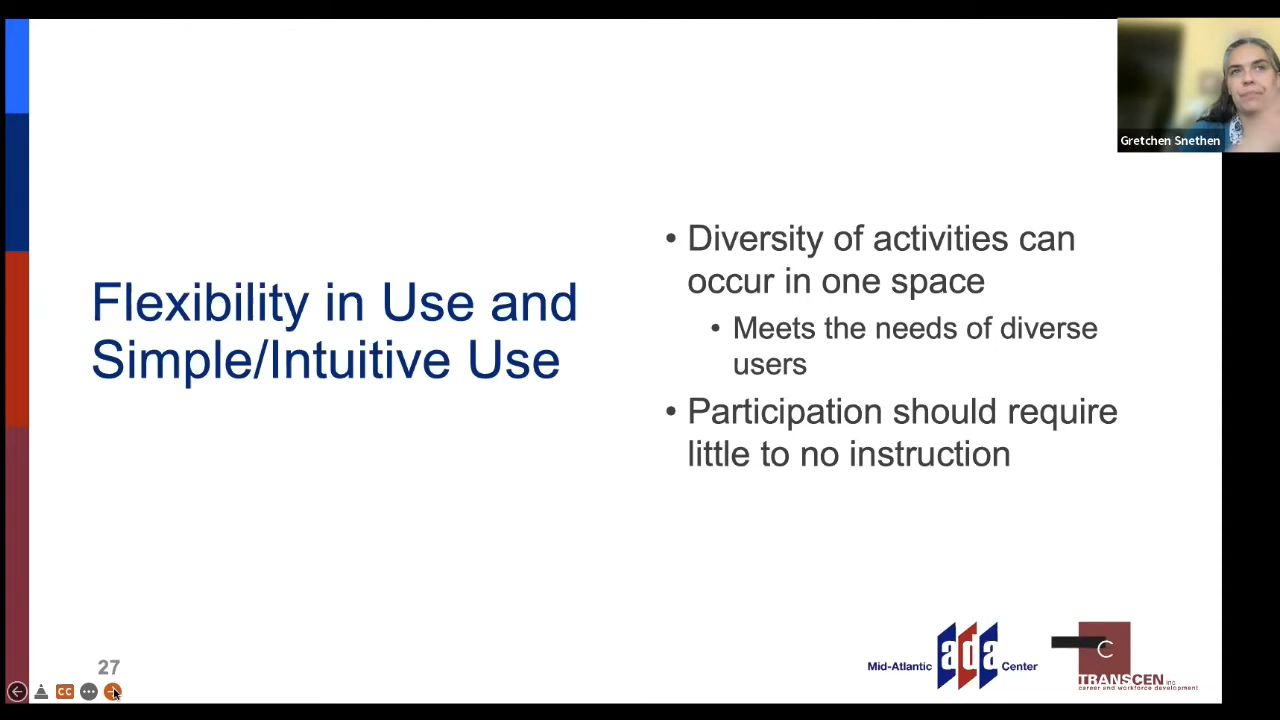 Gretchen Snethen
Flexibility in Use and
Simple/Intuitive Use
• Diversity of activities can
occur in one space
• Meets the needs of diverse
users
• Participation should require
little to no instruction
27
CC
Mid-Atlantic ada Center
C
TRANSCEN inc.
career and workforce development